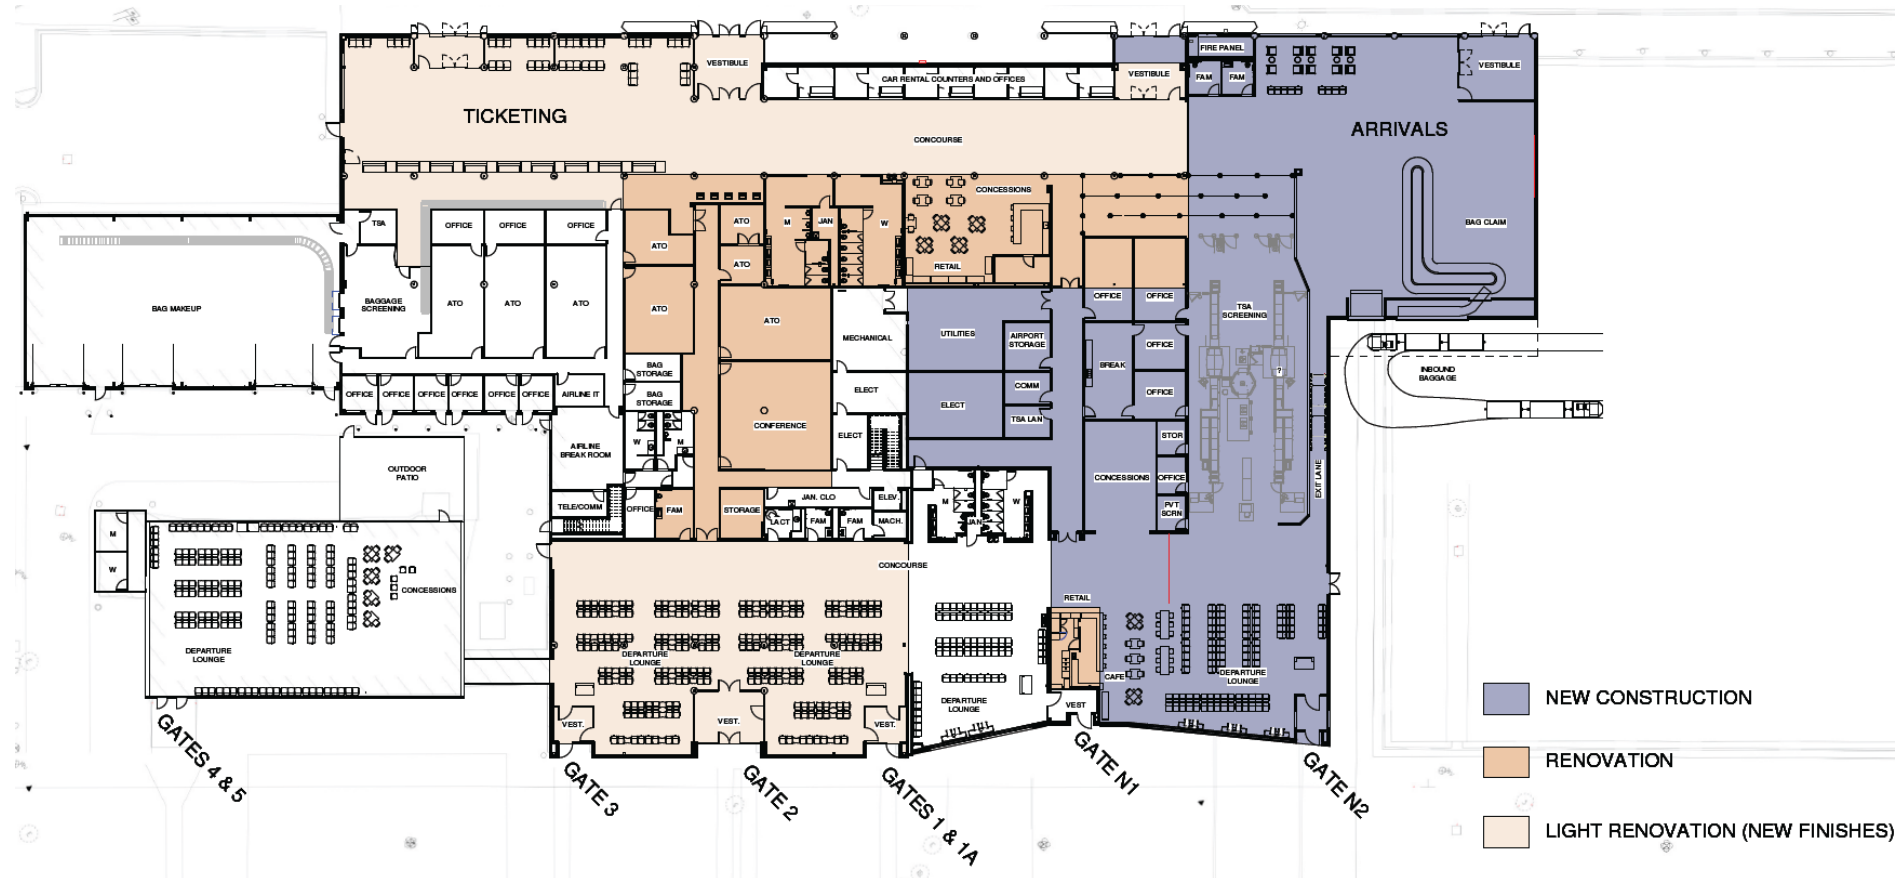 FIRE PANEL
VESTIBULE
VESTIBULE
VESTIBULE
FAM
FAM
CAR RENTAL COUNTERS AND OFFICES
TICKETING
ARRIVALS
CONCOURSE
CONCESSIONS
TSA
OFFICE
OFFICE
OFFICE
ATO
M
JAN
W
BAG CLAIM
ATO
ATO
RETAIL
BAG MAKEUP
BAGGAGE
SCREENING
ATO
ATO
ATO
ATO
ATO
OFFICE
OFFICE
TSA
SCREENING
MECHANICAL
UTILITIES
AIRPORT
STORAGE
OFFICE
BREAK
INBOUND
BAGGAGE
?
BAG
STORAGE
OFFICE
OFFICE
OFFICE
OFFICE
OFFICE
OFFICE
AIRLINE IT
BAG
STORAGE
ELECT
COMM
OFFICE
ELECT
TSA LAN
CONFERENCE
ELECT
STOR
W
M
AIRLINE
BREAK ROOM
OUTDOOR
PATIO
CONCESSIONS
OFFICE
EXIT LANE
JAN. CLO
ELEV.
M
W
TELE/COMM
OFFICE
FAM
STORAGE
LACT
FAM
FAM
MACH.
JAN
PVT
SCRN
M
W
CONCOURSE
CONCESSIONS
RETAIL
DEPARTURE
LOUNGE
DEPARTURE
LOUNGE
DEPARTURE
LOUNGE
CAFE
DEPARTURE
LOUNGE
DEPARTURE
LOUNGE
VEST
VEST.
VEST.
VEST.
GATES 4 & 5
GATE 3
GATE 2
GATES 1 & 1A
GATE N1
GATE N2
NEW CONSTRUCTION
RENOVATION
LIGHT RENOVATION (NEW FINISHES)